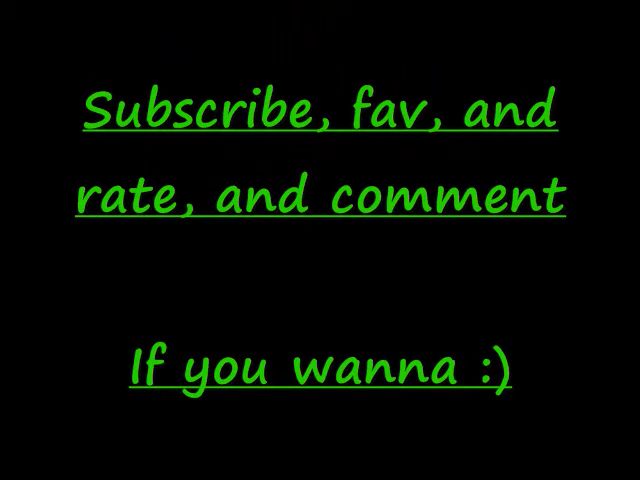 Subscribe, fav, and
rate, and comment
If you wanna :)